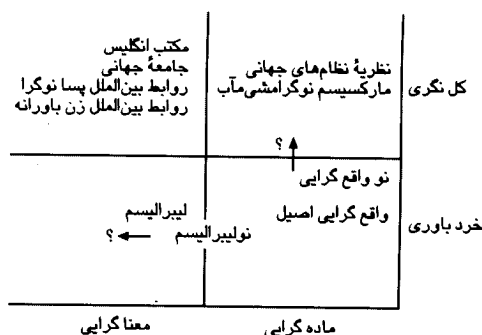 مکتب انگلیس
جامعهٔ جهانی
روابط بین‌الملل پسا نوگرا
روابط بین‌الملل زن باورانه
نظریهٔ نظام‌های جهانی
مارکسیسم نوگرامشی‌مآب
کل نگری
؟
نو واقع گرایی
واقع گرایی اصیل
خرد باوری
لیبرالیسم
نولیبرالیسم
؟
ماده گرایی
معنا گرایی